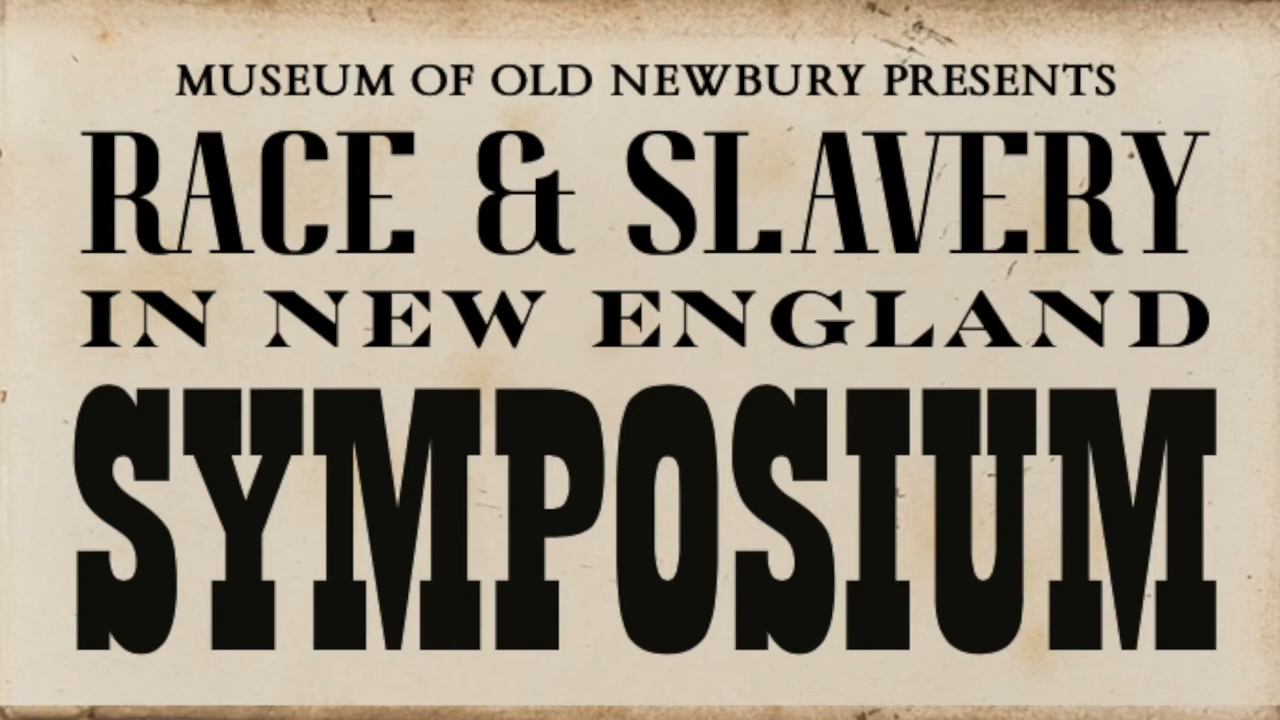 MUSEUM OF OLD NEWBURY PRESENTS
RACE & SLAVERY
IN NEW ENGLAND
SYMPOSIUM